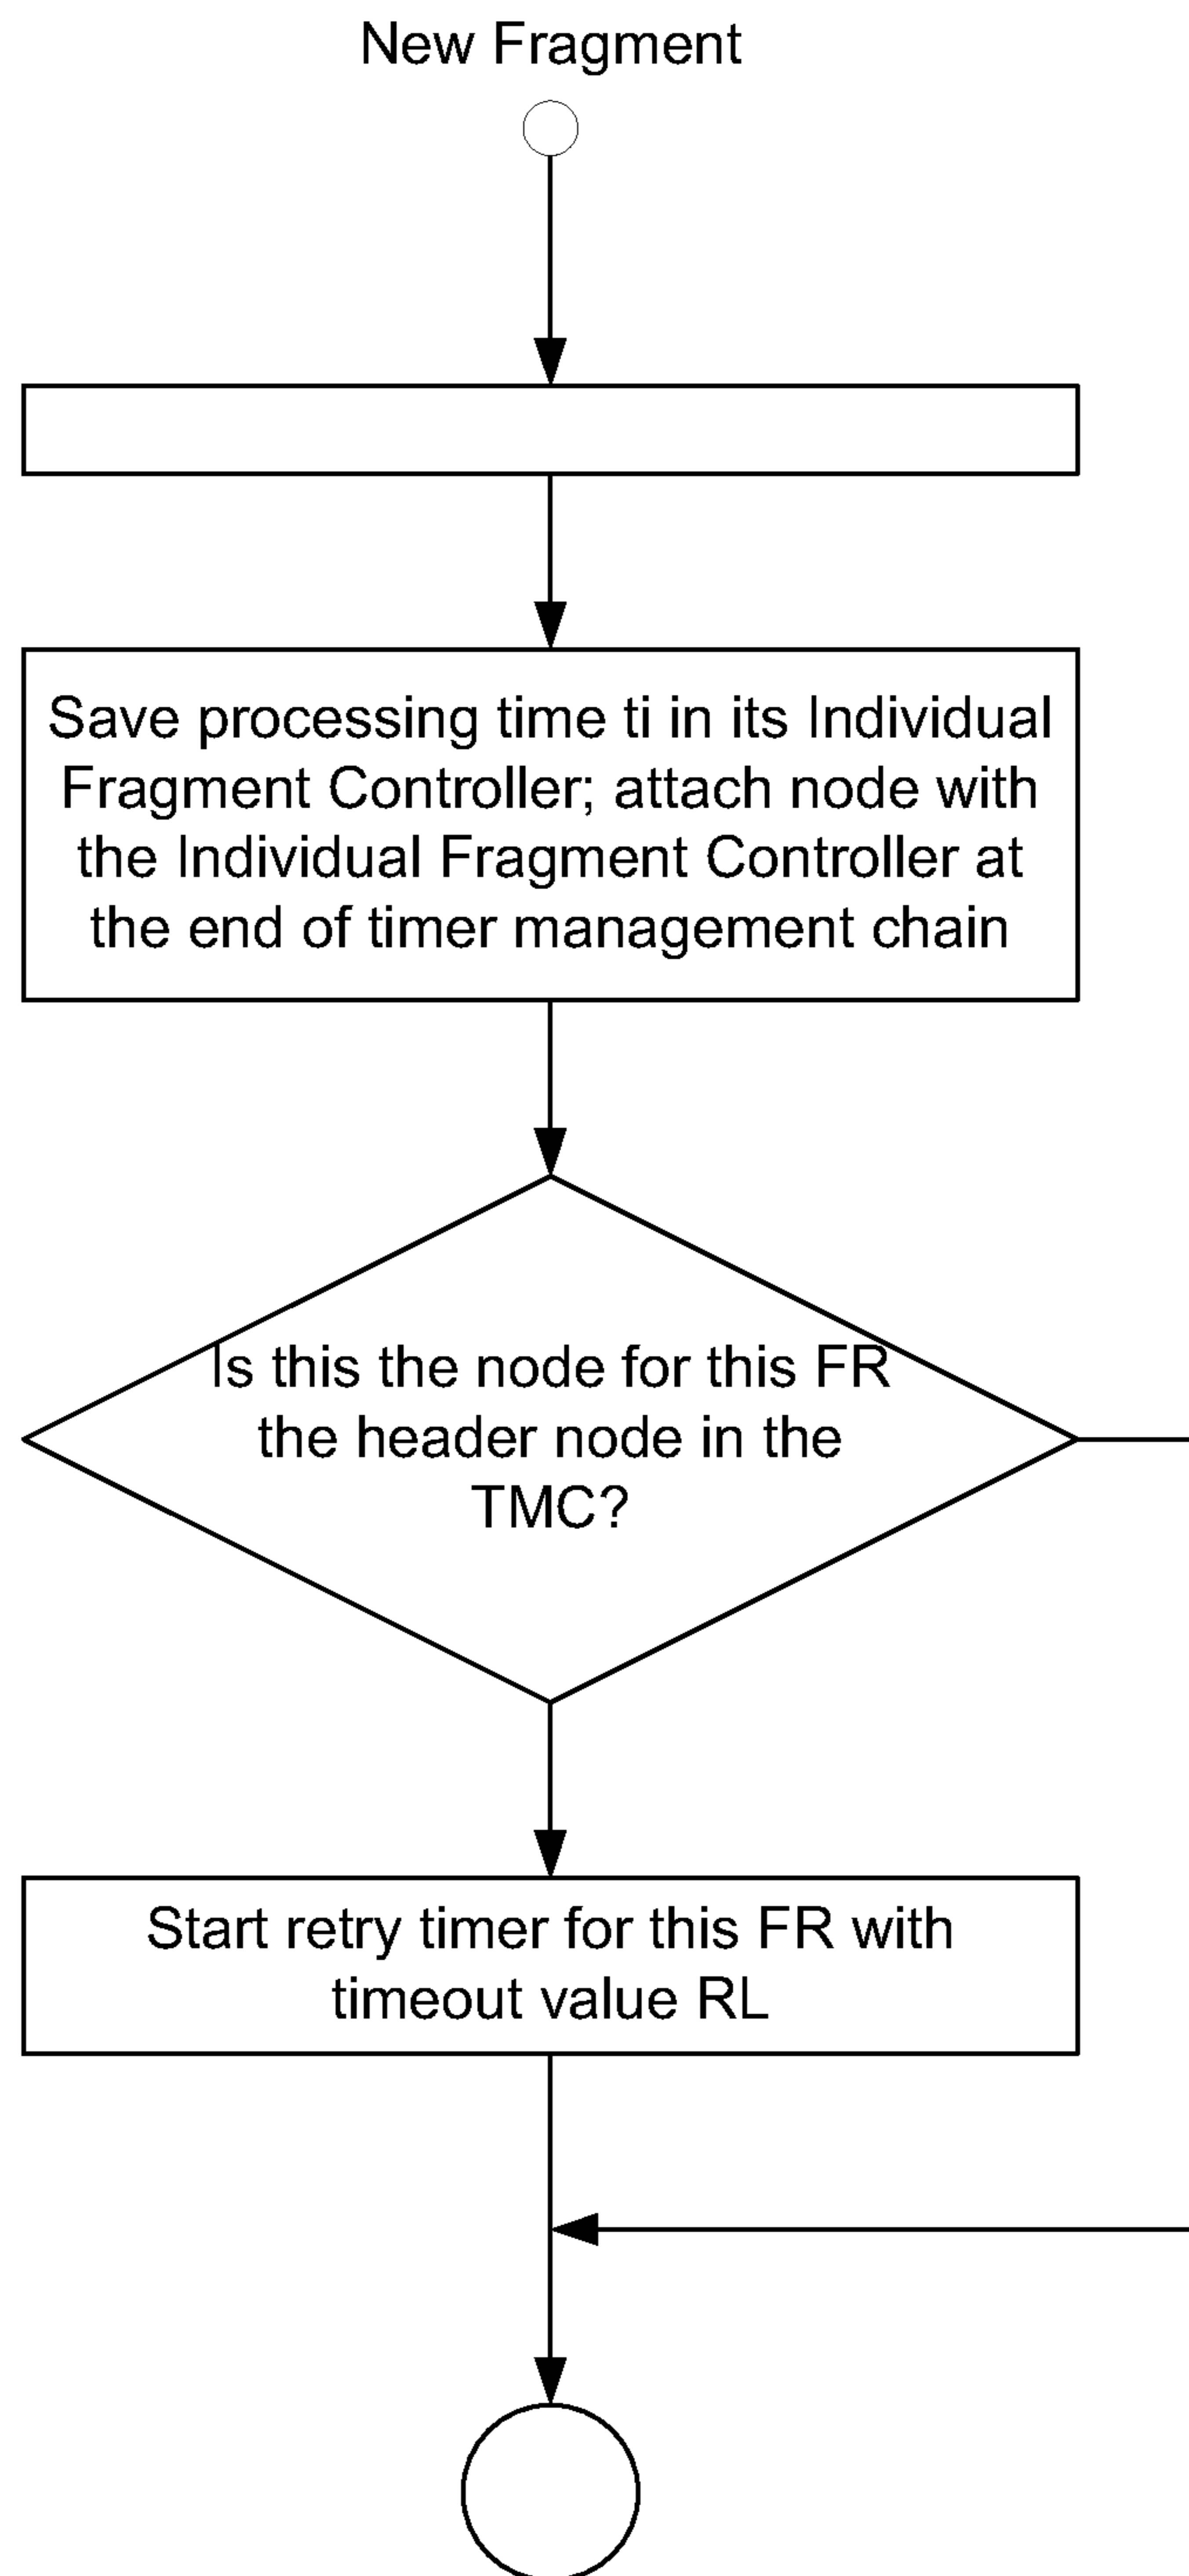 New Fragment
Save processing time ti in its Individual
Fragment Controller; attach node with
the Individual Fragment Controller at
the end of timer management chain
Is this the node for this FR
the header node in the
TMC?
Start retry timer for this FR with
timeout value RL